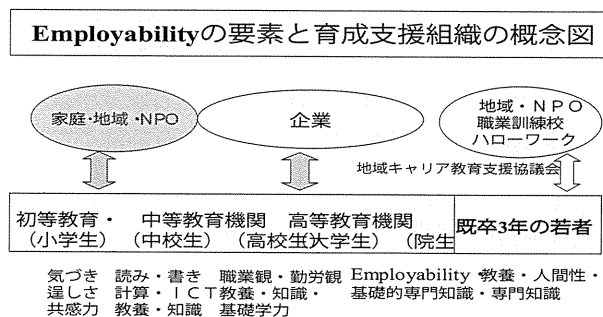 Employabilityの要素と育成支援組織の概念図
家庭・地域・NPO
企業
地域・NPO
職業訓練校
ハローワーク
地域キャリア教育支援協議会
初等教育・ 中等教育機関 高等教育機関
(小学生) (中校生) (高校生(大学生) (院生
既卒3年の若者
気づき 読み・書き 職業観・勤労観 Employability・教養・人間性・
逞しさ 計算・ICT教養・知識・ 基礎的専門知識・専門知識
共感力 教養・知識 基礎学力